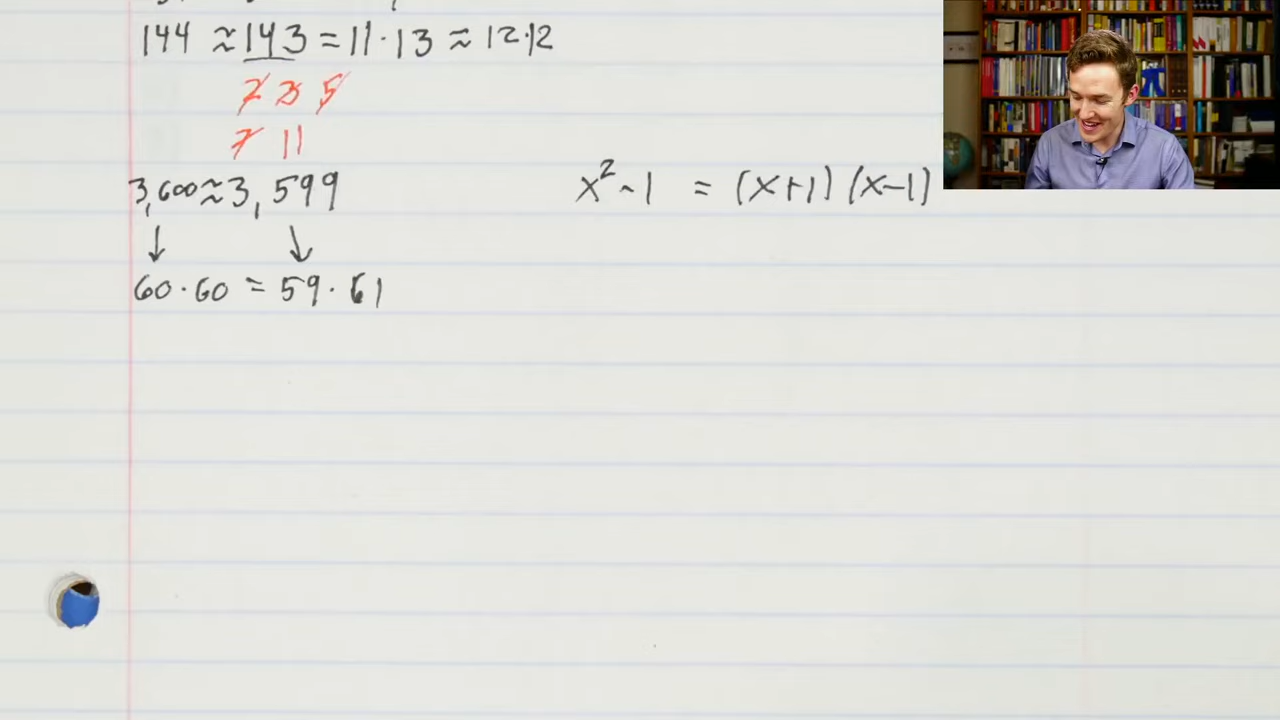 144 ≈ 143 = 11·13 ≈ 12·12
2 3 5
7 11
3,600 ≈ 3,599
x² - 1 = (x+1)(x-1)
↓ ↓
60·60 = 59·61